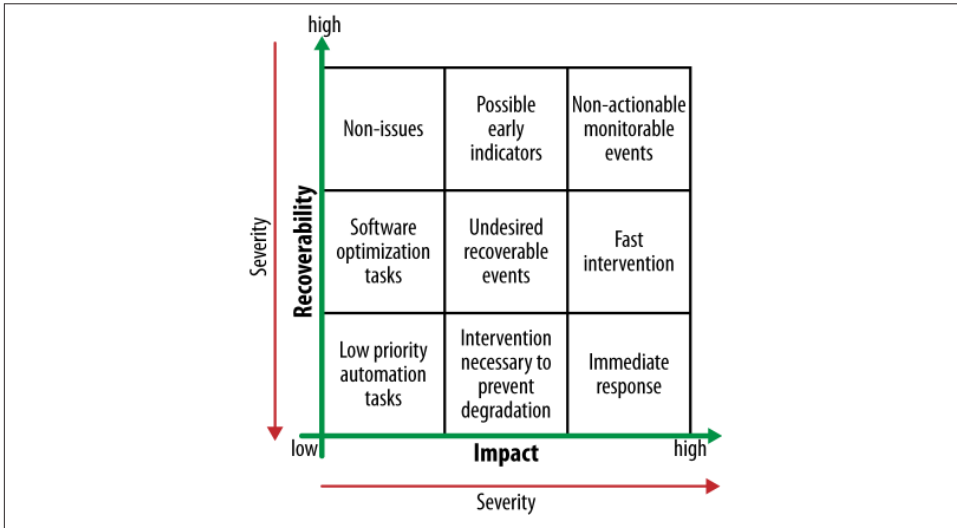 high
Non-issues
Possible
early
indicators
Non-actionable
monitorable
events
Severity
Recoverability
Software
optimization
tasks
Undesired
recoverable
events
Fast
intervention
Low priority
automation
tasks
Intervention
necessary to
prevent
degradation
Immediate
response
low
Impact
high
Severity